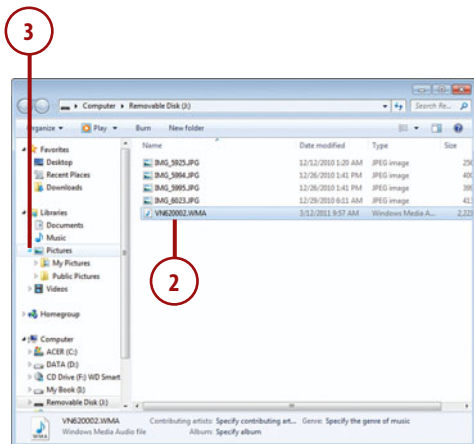 3
Computer ▸ Removable Disk (J:)
Search Re...
Organize ▾ Play ▾ Burn New folder
Name Date modified Type Size
Favorites
Desktop
Recent Places
Downloads
Libraries
Documents
Music
Pictures
My Pictures
Public Pictures
Videos
Homegroup
Computer
ACER (C:)
DATA (D:)
CD Drive (F:) WD Smart
My Book (I:)
Removable Disk (J:)
IMG_5925.JPG 12/12/2010 1:20 AM JPEG image
IMG_5994.JPG 12/26/2010 1:41 PM JPEG image
IMG_5995.JPG 12/26/2010 1:41 PM JPEG image
IMG_6023.JPG 12/29/2010 6:11 AM JPEG image
VN620002.WMA 3/12/2011 9:57 AM Windows Media A... 2,22
2
VN620002.WMA Contributing artists: Specify contributing art... Genre: Specify the genre of music
Windows Media Audio file Album: Specify album